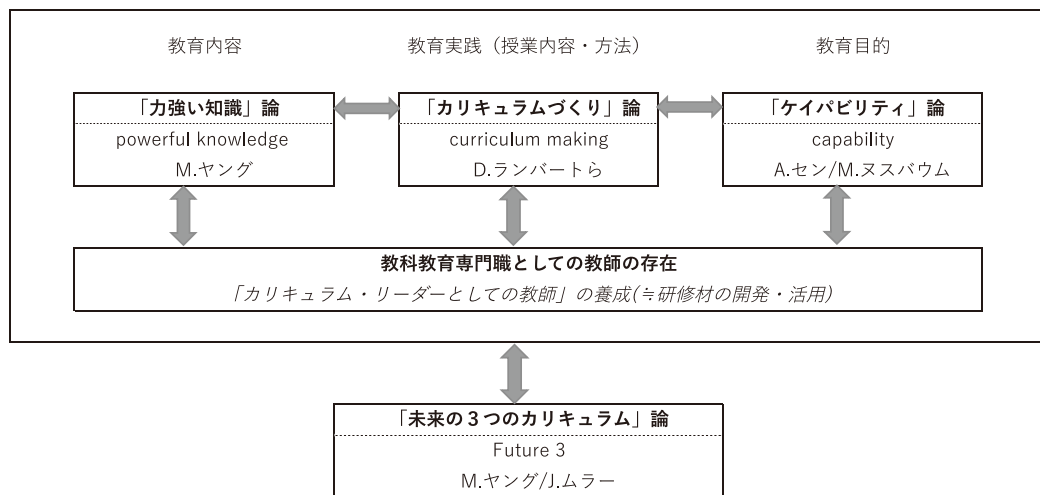 教育内容
教育実践（授業内容・方法）
教育目的
「力強い知識」論
powerful knowledge
M.ヤング
「カリキュラムづくり」論
curriculum making
D.ランバートら
「ケイパビリティ」論
capability
A.セン/M.ヌスバウム
教科教育専門職としての教師の存在
「カリキュラム・リーダーとしての教師」の養成(≒研修材の開発・活用)
「未来の３つのカリキュラム」論
Future 3
M.ヤング/J.ムラー